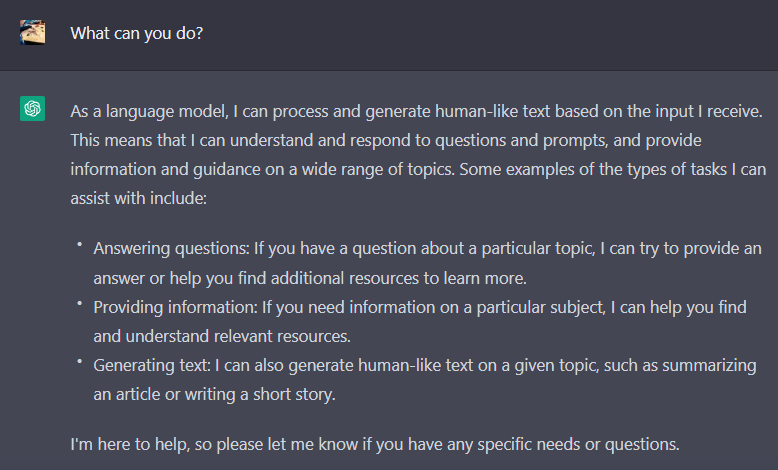 What can you do?
As a language model, I can process and generate human-like text based on the input I receive.
This means that I can understand and respond to questions and prompts, and provide
information and guidance on a wide range of topics. Some examples of the types of tasks I can
assist with include:
• Answering questions: If you have a question about a particular topic, I can try to provide an
answer or help you find additional resources to learn more.
• Providing information: If you need information on a particular subject, I can help you find
and understand relevant resources.
• Generating text: I can also generate human-like text on a given topic, such as summarizing
an article or writing a short story.
I'm here to help, so please let me know if you have any specific needs or questions.